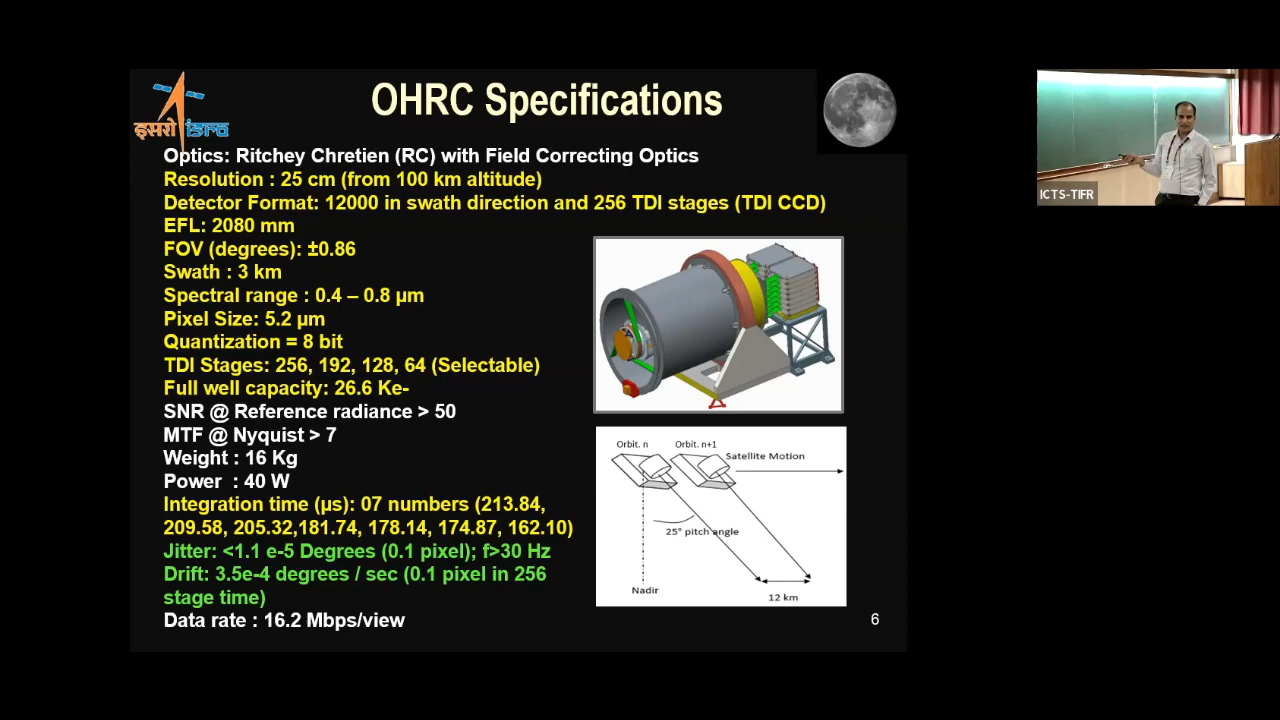 OHRC Specifications
इसरो isro
Optics: Ritchey Chretien (RC) with Field Correcting Optics
Resolution : 25 cm (from 100 km altitude)
Detector Format: 12000 in swath direction and 256 TDI stages (TDI CCD)
EFL: 2080 mm
FOV (degrees): ±0.86
Swath : 3 km
Spectral range : 0.4 – 0.8 µm
Pixel Size: 5.2 µm
Quantization = 8 bit
TDI Stages: 256, 192, 128, 64 (Selectable)
Full well capacity: 26.6 Ke-
SNR @ Reference radiance > 50
MTF @ Nyquist > 7
Weight : 16 Kg
Power : 40 W
Integration time (µs): 07 numbers (213.84,
209.58, 205.32,181.74, 178.14, 174.87, 162.10)
Jitter: <1.1 e-5 Degrees (0.1 pixel); f>30 Hz
Drift: 3.5e-4 degrees / sec (0.1 pixel in 256
stage time)
Data rate : 16.2 Mbps/view
Orbit. n
Orbit. n+1
Satellite Motion
25° pitch angle
Nadir
12 km
6
ICTS-TIFR